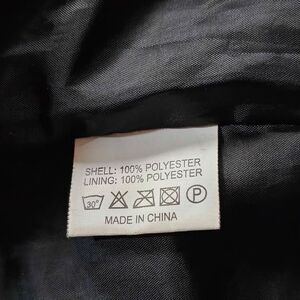 SHELL: 100% POLYESTER
LINING: 100% POLYESTER
30° P
MADE IN CHINA